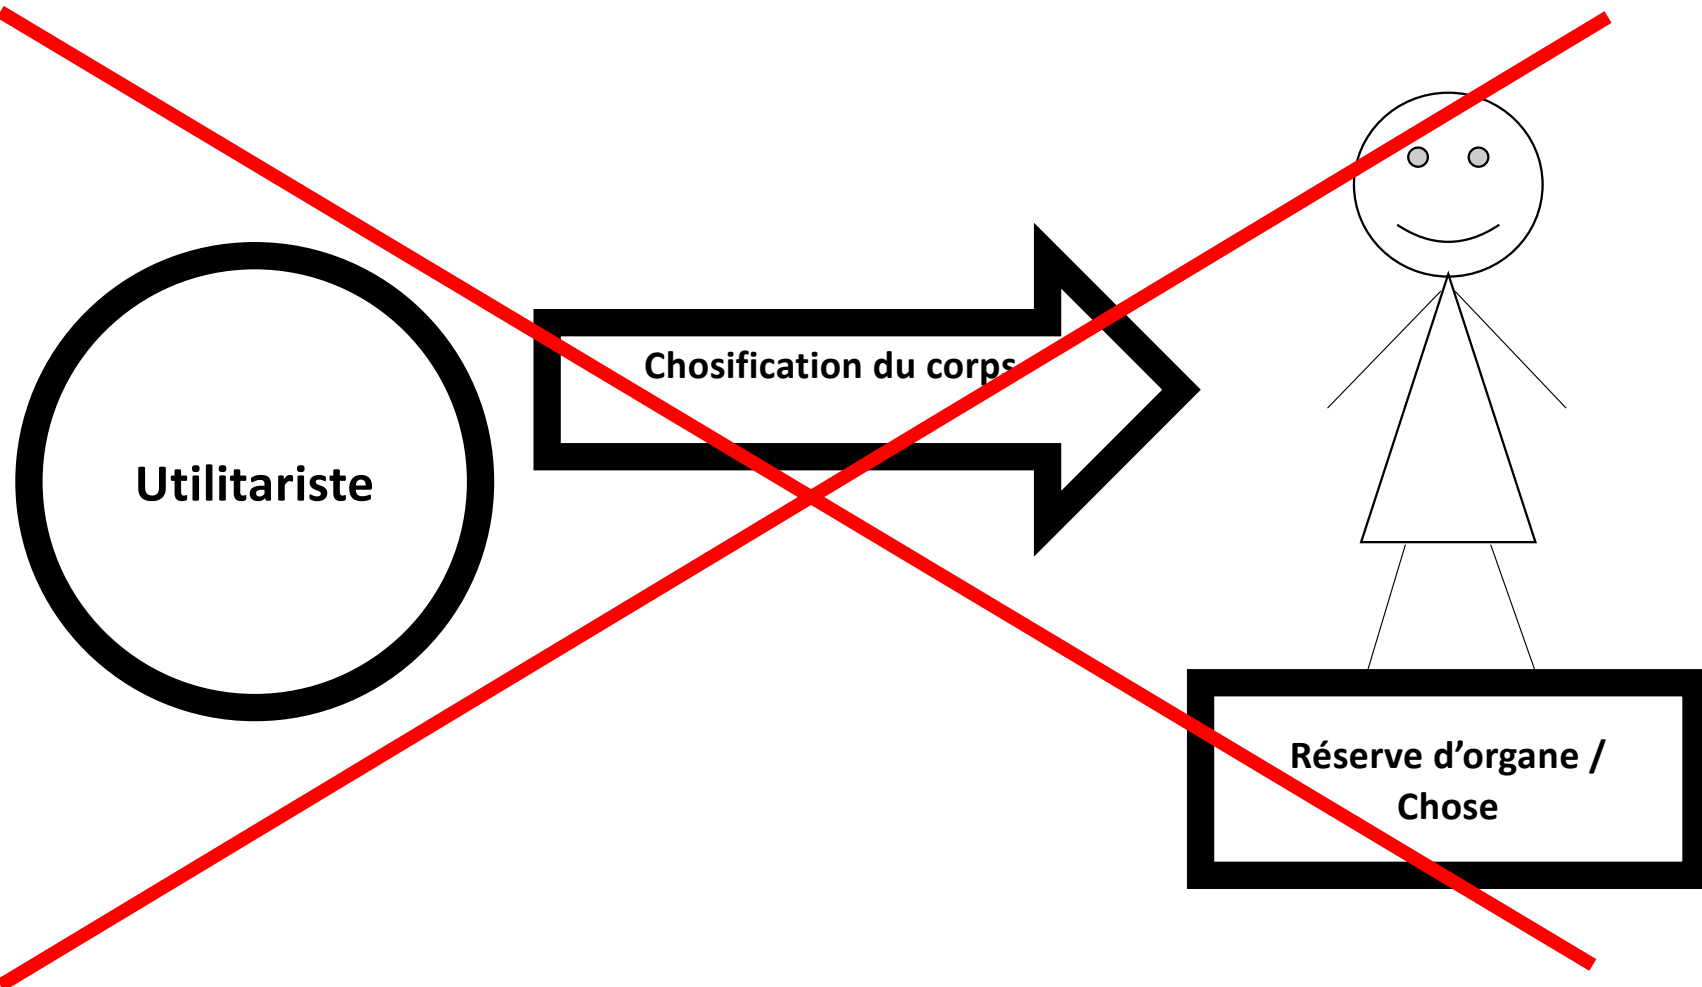 Utilitariste
Chosification du corps
Réserve d’organe /
Chose